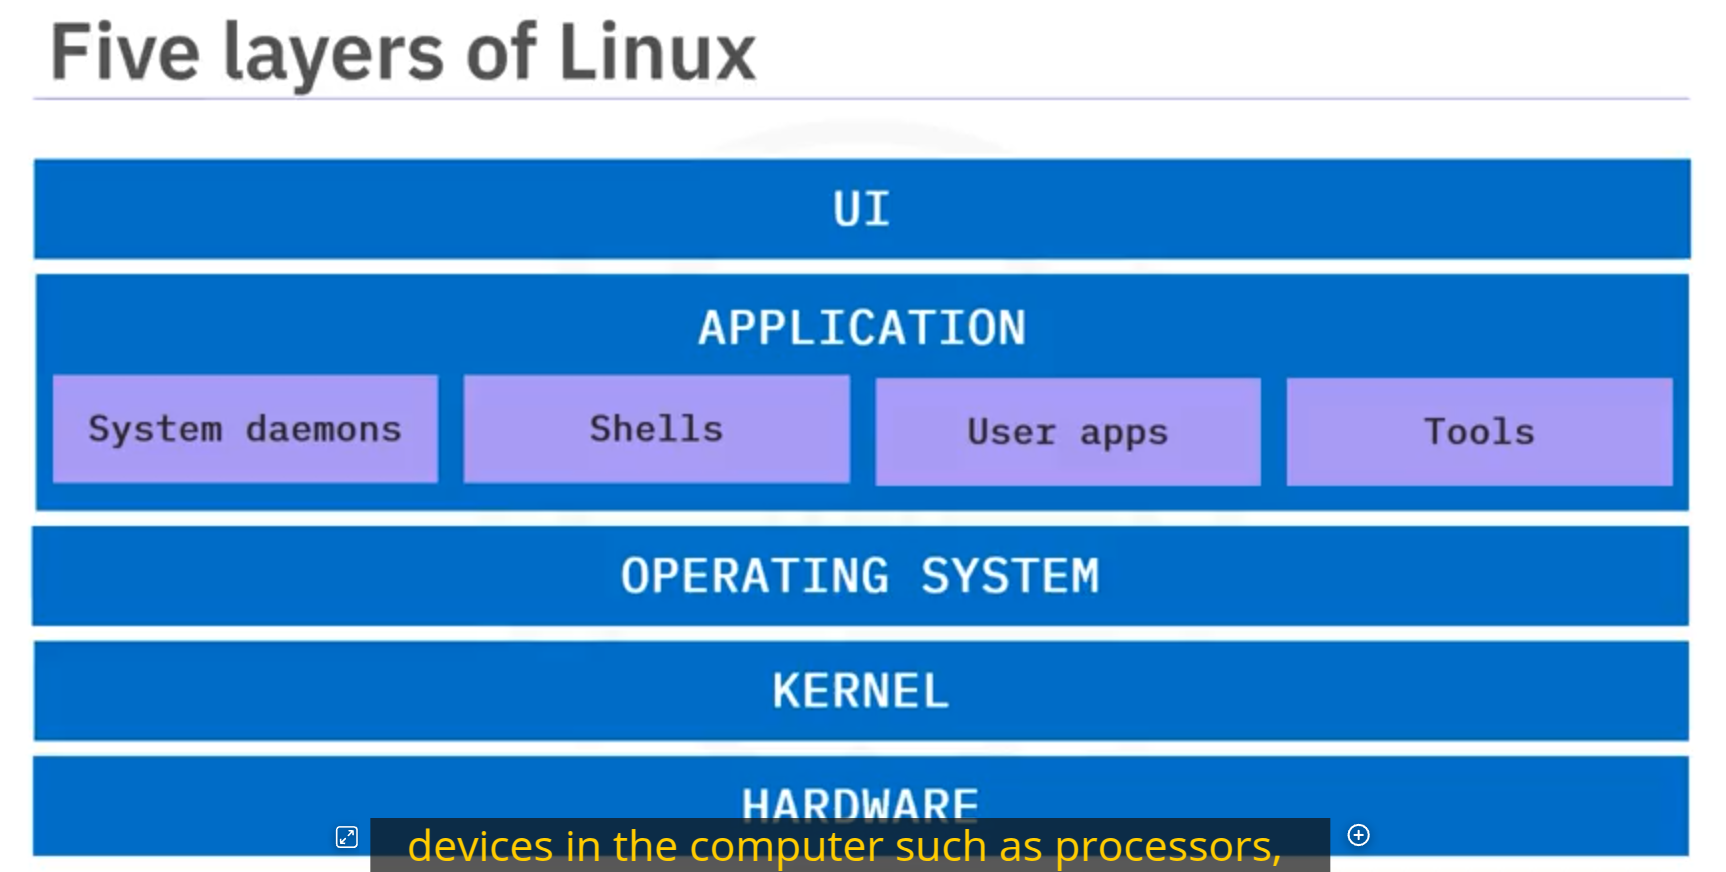 Five layers of Linux
UI
APPLICATION
System daemons
Shells
User apps
Tools
OPERATING SYSTEM
KERNEL
HARDWARE
devices in the computer such as processors,